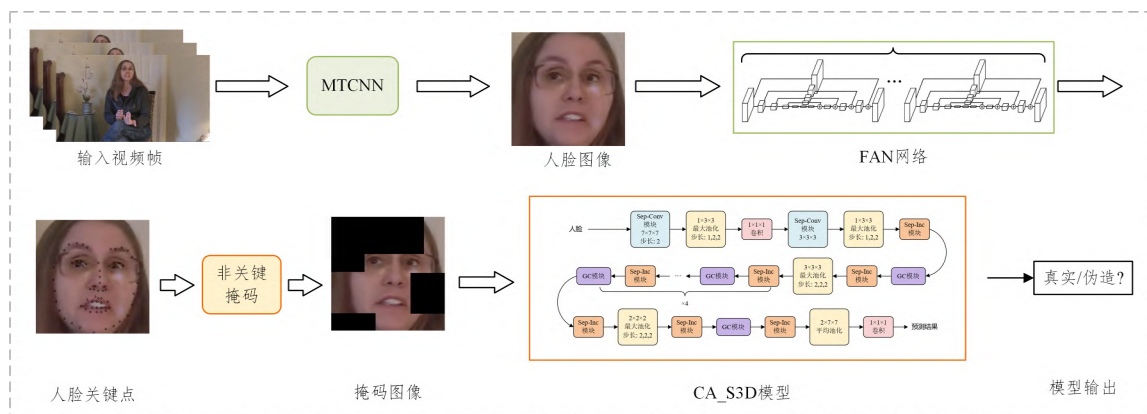 MTCNN
...
输入视频帧
人脸图像
FAN网络
人脸
Sep-Conv
模块
7×7×7
步长: 2
1×3×3
最大池化
步长: 1,2,2
1×1×1
卷积
Sep-Conv
模块
3×3×3
1×3×3
最大池化
步长: 1,2,2
Sep-Inc
模块
GC模块
Sep-Inc
模块
...
GC模块
Sep-Inc
模块
3×3×3
最大池化
步长: 2,2,2
Sep-Inc
模块
GC模块
×4
Sep-Inc
模块
2×2×2
最大池化
步长: 2,2,2
Sep-Inc
模块
GC模块
Sep-Inc
模块
2×7×7
平均池化
1×1×1
卷积
预测结果
非关键
掩码
真实/伪造?
人脸关键点
掩码图像
CA_S3D模型
模型输出